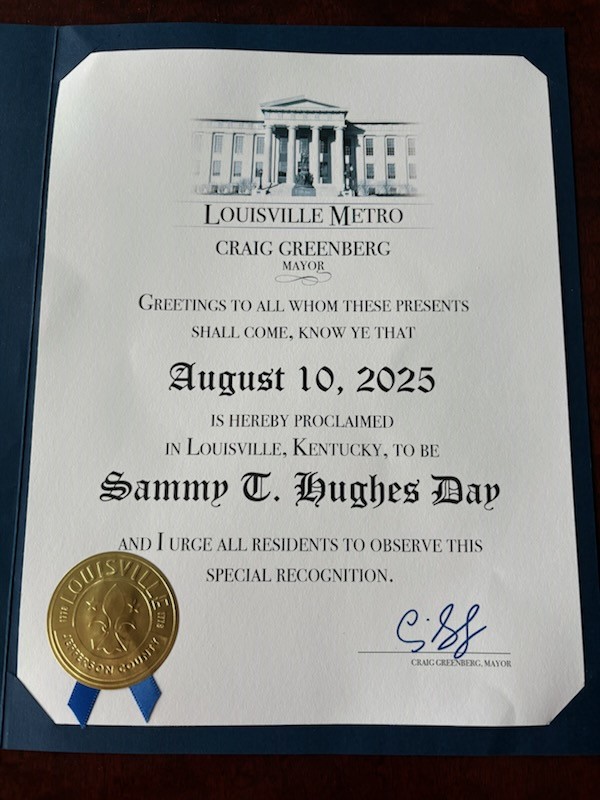 LOUISVILLE METRO
CRAIG GREENBERG
MAYOR
GREETINGS TO ALL WHOM THESE PRESENTS
SHALL COME, KNOW YE THAT
August 10, 2025
IS HEREBY PROCLAIMED
IN LOUISVILLE, KENTUCKY, TO BE
Sammy T. Hughes Day
AND I URGE ALL RESIDENTS TO OBSERVE THIS
SPECIAL RECOGNITION.
LOUISVILLE
1778 1778
JEFFERSON COUNTY
CRAIG GREENBERG, MAYOR